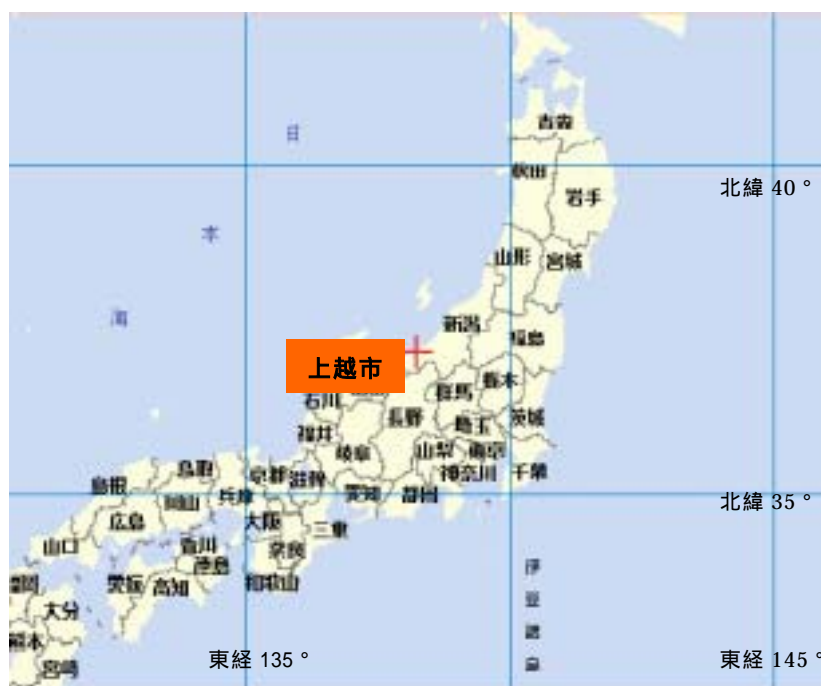 青森
日
秋田
北緯 40 °
岩手
本
山形
宮城
海
新潟
福島
上越市
栃木
群馬
石川
長野
茨城
埼玉
福井
山梨
東京
岐阜
神奈川
千葉
鳥取
京都
滋賀
島根
兵庫
愛知
静岡
岡山
北緯 35 °
広島
大阪
三重
山口
香川
奈良
徳島
伊
豆
諸
島
福岡
愛媛
高知
和歌山
大分
熊本
宮崎
東経 135 °
東経 145 °